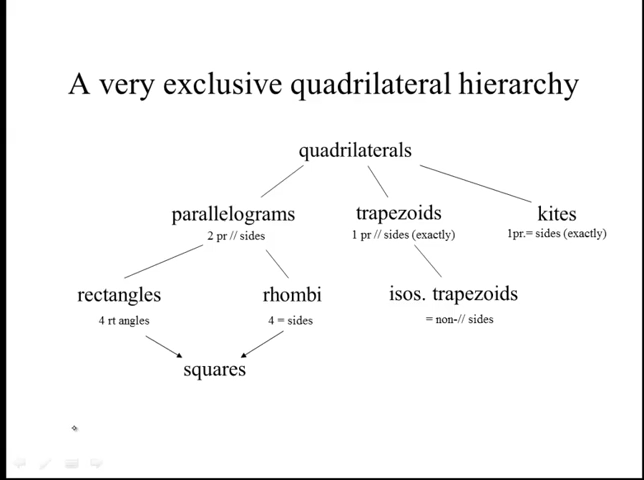 A very exclusive quadrilateral hierarchy
quadrilaterals
parallelograms
2 pr // sides
trapezoids
1 pr // sides (exactly)
kites
1pr.= sides (exactly)
rectangles
4 rt angles
rhombi
4 = sides
isos. trapezoids
= non-// sides
squares